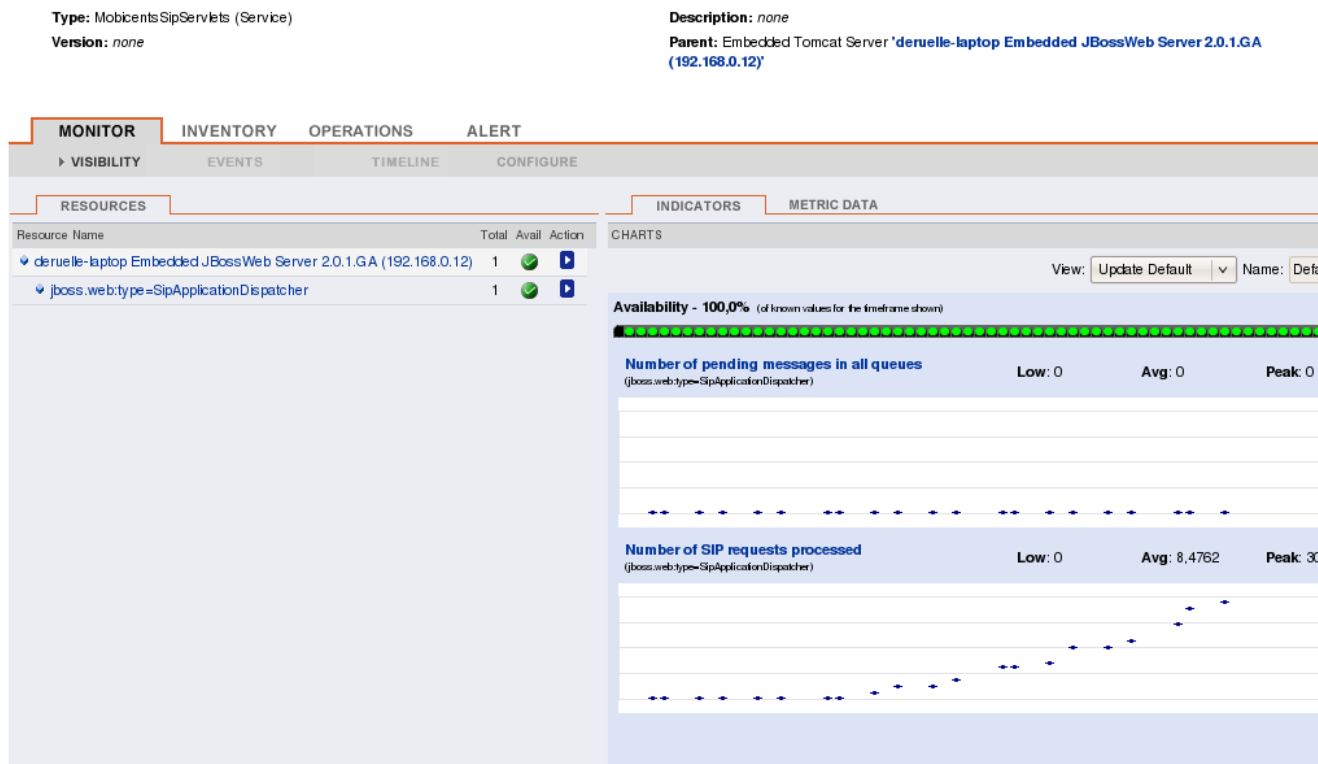 Type: MobicentsSipServlets (Service)
Description: none
Version: none
Parent: Embedded Tomcat Server 'deruelle-laptop Embedded JBossWeb Server 2.0.1.GA
(192.168.0.12)'
MONITOR INVENTORY OPERATIONS ALERT
VISIBILITY EVENTS TIMELINE CONFIGURE
RESOURCES
Resource Name Total Avail Action
deruelle-laptop Embedded JBossWeb Server 2.0.1.GA (192.168.0.12) 1
jboss.web:type=SipApplicationDispatcher 1
INDICATORS METRIC DATA
CHARTS
View: Update Default Name: Defa
Availability - 100,0% (of known values for the timeframe shown)
Number of pending messages in all queues Low: 0 Avg: 0 Peak: 0
(jboss.web:type=SipApplicationDispatcher)
Number of SIP requests processed Low: 0 Avg: 8,4762 Peak: 30
(jboss.web:type=SipApplicationDispatcher)